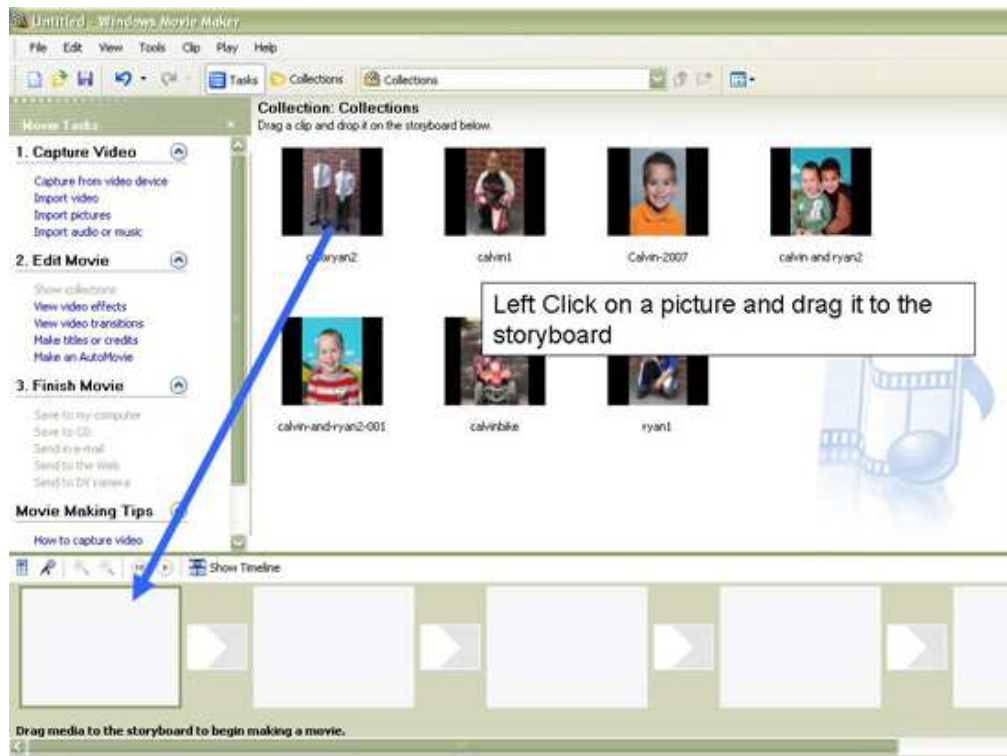 Untitled - Windows Movie Maker
File Edit View Tools Clip Play Help
Tasks Collections Collections
Movie Tasks
Collection: Collections
Drag a clip and drop it on the storyboard below.
1. Capture Video
Capture from video device
Import video
Import pictures
Import audio or music
2. Edit Movie
Show collections
View video effects
View video transitions
Make titles or credits
Make an AutoMovie
3. Finish Movie
Save to my computer
Save to CD
Send in e-mail
Send to the Web
Send to DV camera
Movie Making Tips
How to capture video
calvin1
Calvin-2007
calvin and ryan2
Left Click on a picture and drag it to the
storyboard
calvin-and-ryan2-001
calvinbike
ryan1
Show Timeline
Drag media to the storyboard to begin making a movie.